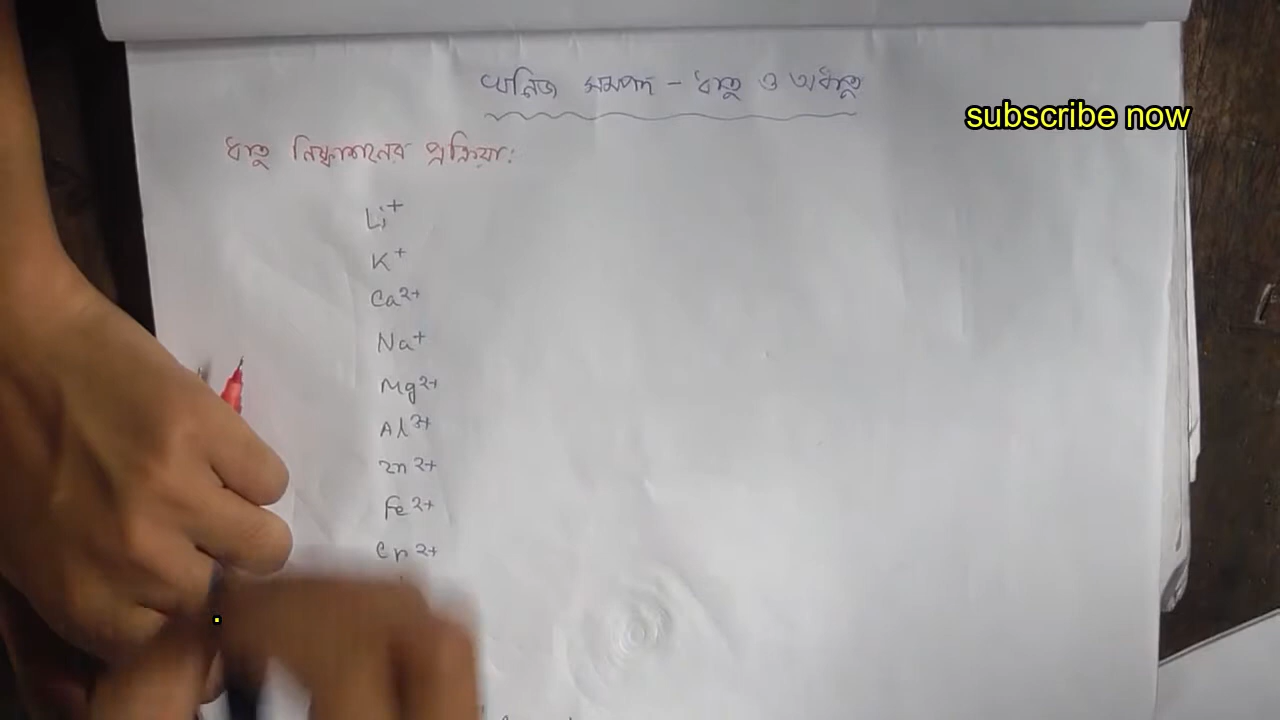 খনিজ সম্পদ - ধাতু ও অধাতু
subscribe now
ধাতু নিষ্কাশনের প্রক্রিয়া:
Li+
K+
Ca2+
Na+
Mg2+
Al3+
Zn2+
Fe2+
Cr2+